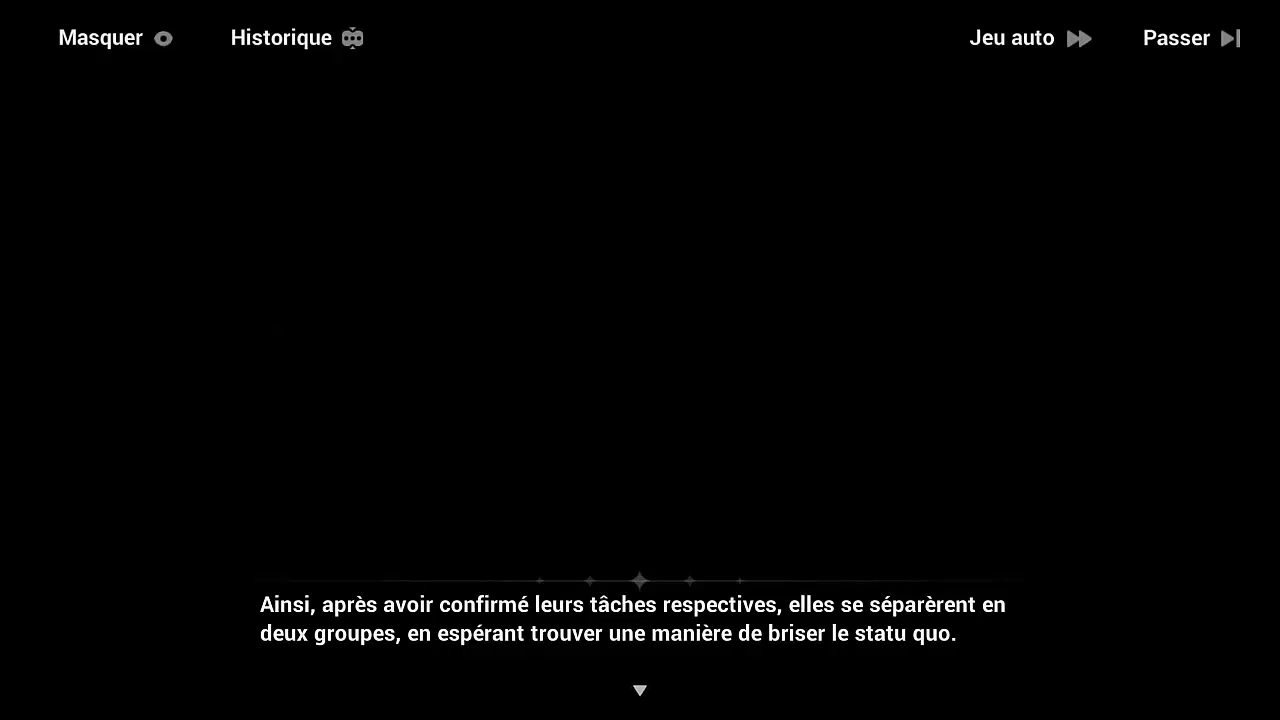 Masquer Historique Jeu auto Passer
Ainsi, après avoir confirmé leurs tâches respectives, elles se séparèrent en
deux groupes, en espérant trouver une manière de briser le statu quo.